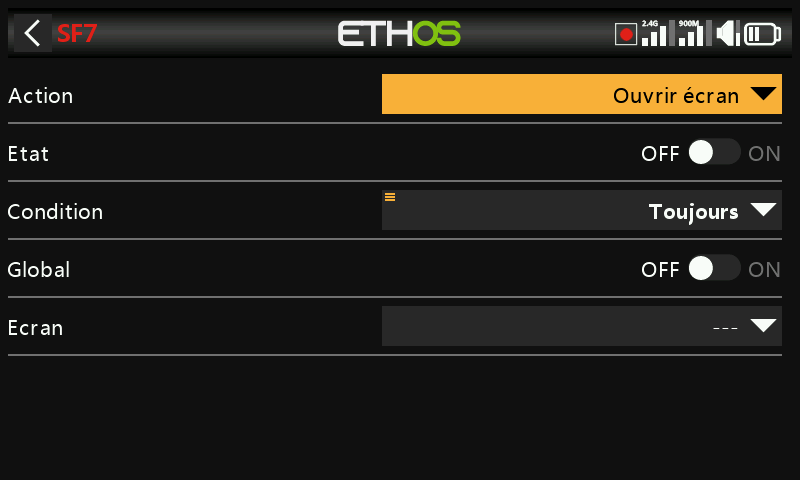 SF7
ETHOS
2.4G
900M
Action
Ouvrir écran
Etat
OFF
ON
Condition
Toujours
Global
OFF
ON
Ecran
---